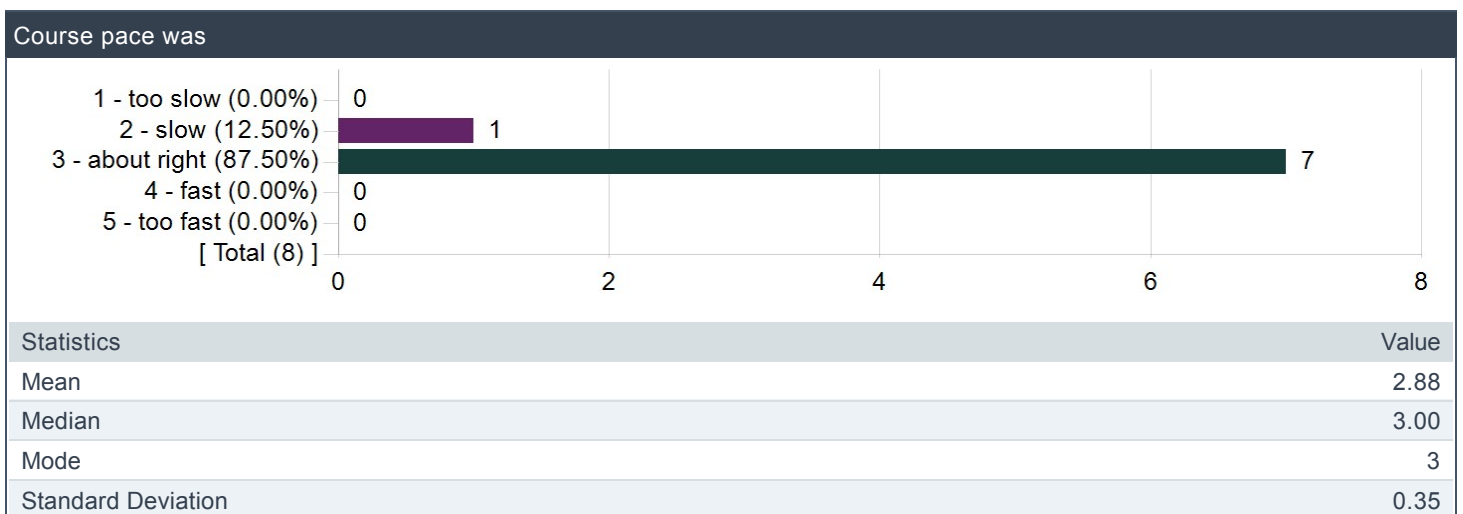 Course pace was
1 - too slow (0.00%) 0
2 - slow (12.50%) 1
3 - about right (87.50%) 7
4 - fast (0.00%) 0
5 - too fast (0.00%) 0
[ Total (8) ]
0 2 4 6 8
Statistics Value
Mean 2.88
Median 3.00
Mode 3
Standard Deviation 0.35